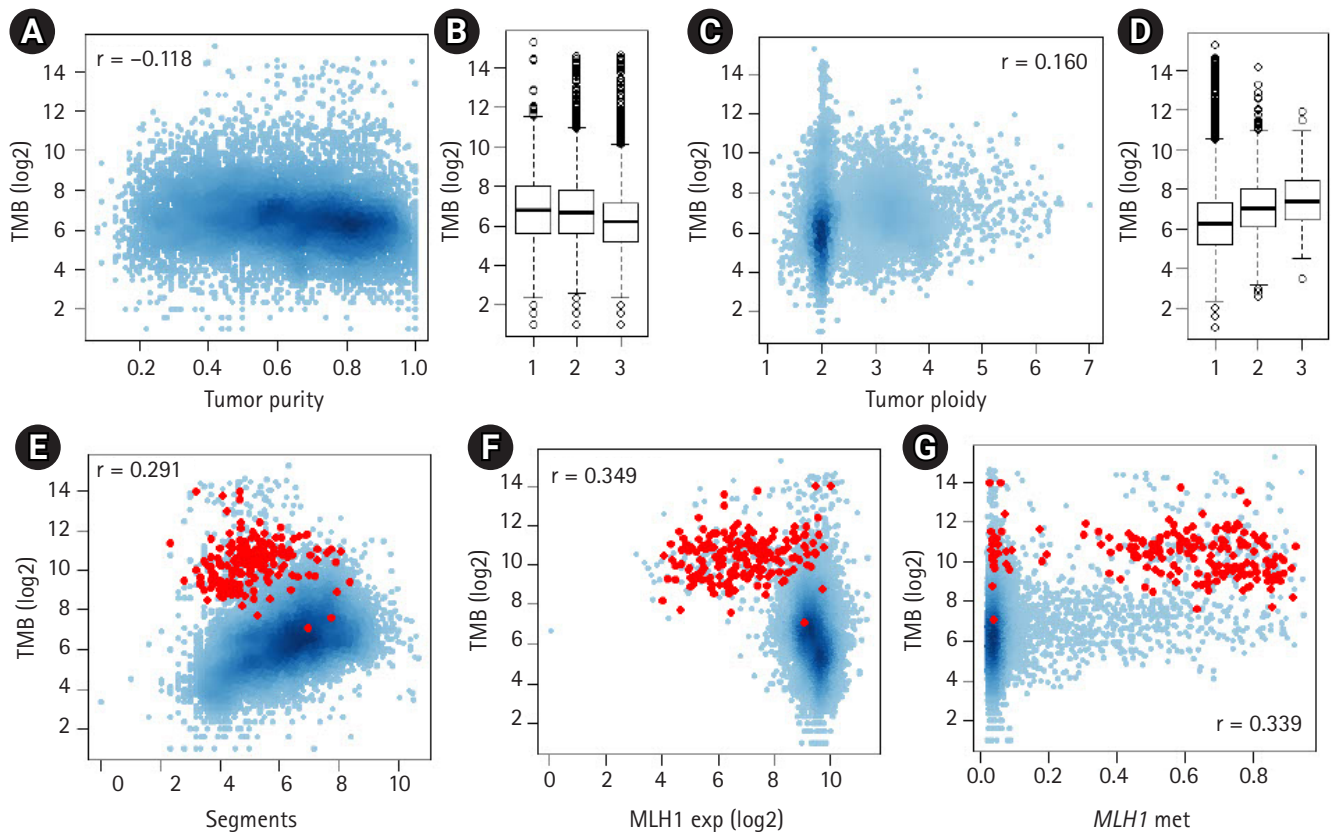 A
r = −0.118
TMB (log2)
14
12
10
8
6
4
2
0.2 0.4 0.6 0.8 1.0
Tumor purity
B
TMB (log2)
14
12
10
8
6
4
2
1 2 3
C
r = 0.160
TMB (log2)
14
12
10
8
6
4
2
1 2 3 4 5 6 7
Tumor ploidy
D
TMB (log2)
14
12
10
8
6
4
2
1 2 3
E
r = 0.291
TMB (log2)
14
12
10
8
6
4
2
0 2 4 6 8 10
Segments
F
r = 0.349
TMB (log2)
14
12
10
8
6
4
2
0 2 4 6 8 10
MLH1 exp (log2)
G
TMB (log2)
14
12
10
8
6
4
2
r = 0.339
0.0 0.2 0.4 0.6 0.8
MLH1 met